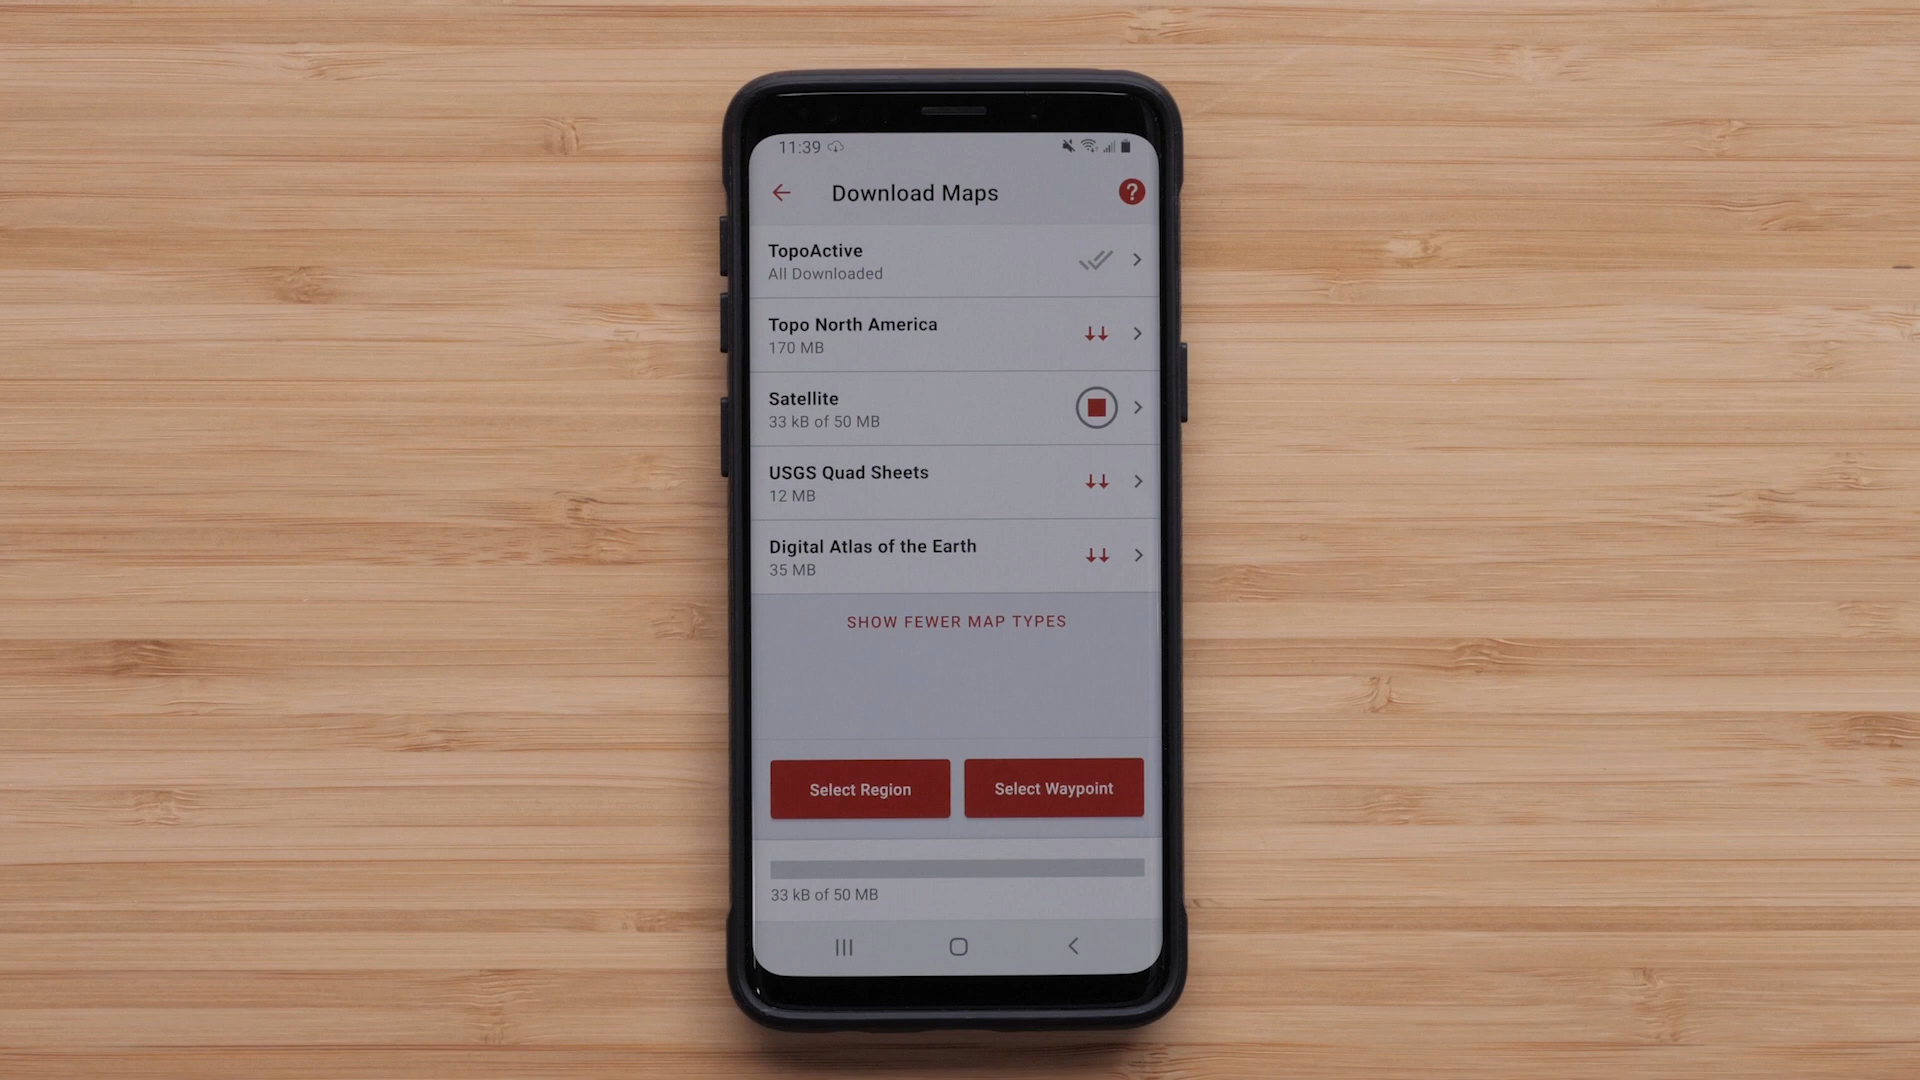 11:39
Download Maps
?
TopoActive
All Downloaded
Topo North America
170 MB
Satellite
33 kB of 50 MB
USGS Quad Sheets
12 MB
Digital Atlas of the Earth
35 MB
SHOW FEWER MAP TYPES
Select Region
Select Waypoint
33 kB of 50 MB